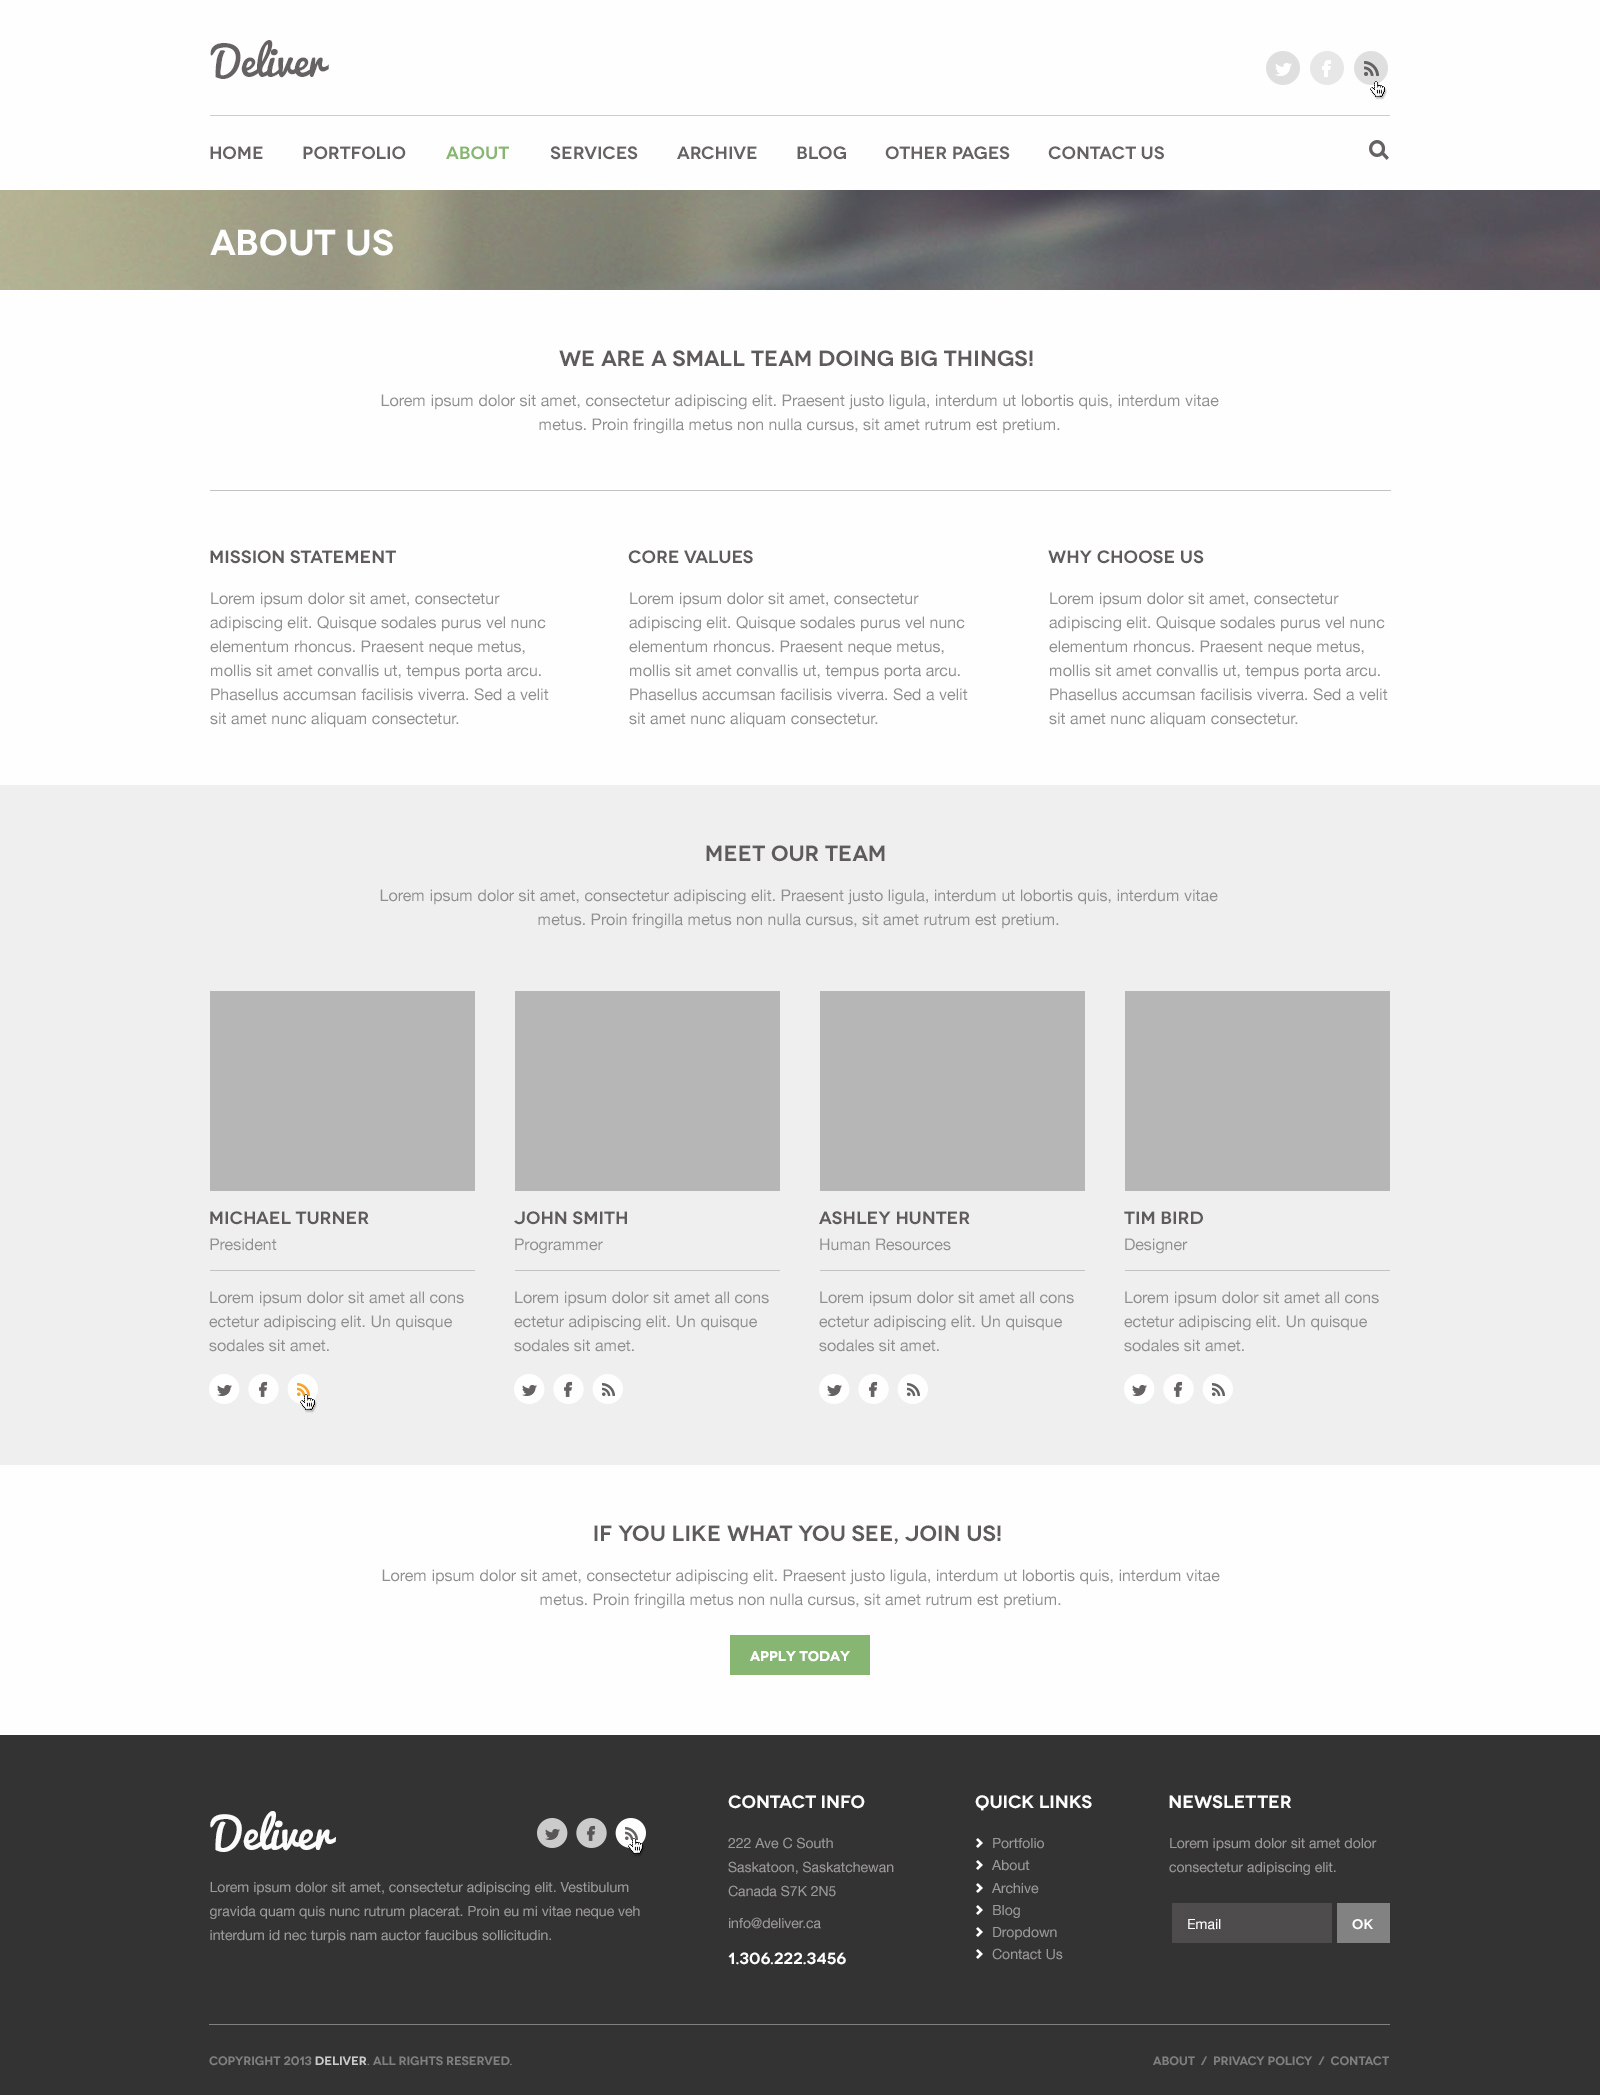 Deliver
HOME PORTFOLIO ABOUT SERVICES ARCHIVE BLOG OTHER PAGES CONTACT US
ABOUT US
WE ARE A SMALL TEAM DOING BIG THINGS!
Lorem ipsum dolor sit amet, consectetur adipiscing elit. Praesent justo ligula, interdum ut lobortis quis, interdum vitae
metus. Proin fringilla metus non nulla cursus, sit amet rutrum est pretium.
MISSION STATEMENT
Lorem ipsum dolor sit amet, consectetur
adipiscing elit. Quisque sodales purus vel nunc
elementum rhoncus. Praesent neque metus,
mollis sit amet convallis ut, tempus porta arcu.
Phasellus accumsan facilisis viverra. Sed a velit
sit amet nunc aliquam consectetur.
CORE VALUES
Lorem ipsum dolor sit amet, consectetur
adipiscing elit. Quisque sodales purus vel nunc
elementum rhoncus. Praesent neque metus,
mollis sit amet convallis ut, tempus porta arcu.
Phasellus accumsan facilisis viverra. Sed a velit
sit amet nunc aliquam consectetur.
WHY CHOOSE US
Lorem ipsum dolor sit amet, consectetur
adipiscing elit. Quisque sodales purus vel nunc
elementum rhoncus. Praesent neque metus,
mollis sit amet convallis ut, tempus porta arcu.
Phasellus accumsan facilisis viverra. Sed a velit
sit amet nunc aliquam consectetur.
MEET OUR TEAM
Lorem ipsum dolor sit amet, consectetur adipiscing elit. Praesent justo ligula, interdum ut lobortis quis, interdum vitae
metus. Proin fringilla metus non nulla cursus, sit amet rutrum est pretium.
MICHAEL TURNER
President
Lorem ipsum dolor sit amet all cons
ectetur adipiscing elit. Un quisque
sodales sit amet.
JOHN SMITH
Programmer
Lorem ipsum dolor sit amet all cons
ectetur adipiscing elit. Un quisque
sodales sit amet.
ASHLEY HUNTER
Human Resources
Lorem ipsum dolor sit amet all cons
ectetur adipiscing elit. Un quisque
sodales sit amet.
TIM BIRD
Designer
Lorem ipsum dolor sit amet all cons
ectetur adipiscing elit. Un quisque
sodales sit amet.
IF YOU LIKE WHAT YOU SEE, JOIN US!
Lorem ipsum dolor sit amet, consectetur adipiscing elit. Praesent justo ligula, interdum ut lobortis quis, interdum vitae
metus. Proin fringilla metus non nulla cursus, sit amet rutrum est pretium.
APPLY TODAY
Deliver
Lorem ipsum dolor sit amet, consectetur adipiscing elit. Vestibulum
gravida quam quis nunc rutrum placerat. Proin eu mi vitae neque veh
interdum id nec turpis nam auctor faucibus sollicitudin.
CONTACT INFO
222 Ave C South
Saskatoon, Saskatchewan
Canada S7K 2N5
info@deliver.ca
1.306.222.3456
QUICK LINKS
Portfolio
About
Archive
Blog
Dropdown
Contact Us
NEWSLETTER
Lorem ipsum dolor sit amet dolor
consectetur adipiscing elit.
Email OK
COPYRIGHT 2013 DELIVER. ALL RIGHTS RESERVED.
ABOUT / PRIVACY POLICY / CONTACT